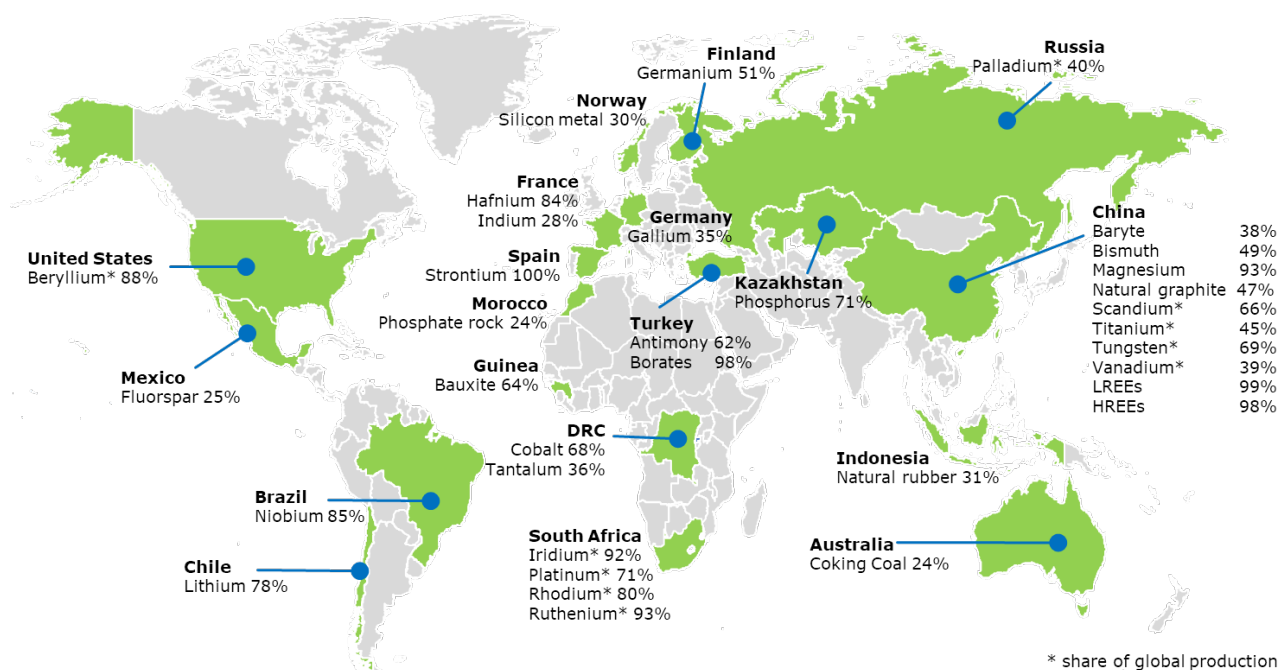 Finland
Germanium 51%
Russia
Palladium* 40%
Norway
Silicon metal 30%
France
Hafnium 84%
Indium 28%
Germany
Gallium 35%
China
Baryte 38%
Bismuth 49%
Magnesium 93%
Natural graphite 47%
Scandium* 66%
Titanium* 45%
Tungsten* 69%
Vanadium* 39%
LREEs 99%
HREEs 98%
United States
Beryllium* 88%
Spain
Strontium 100%
Kazakhstan
Phosphorus 71%
Morocco
Phosphate rock 24%
Turkey
Antimony 62%
Borates 98%
Mexico
Fluorspar 25%
Guinea
Bauxite 64%
DRC
Cobalt 68%
Tantalum 36%
Indonesia
Natural rubber 31%
Brazil
Niobium 85%
South Africa
Iridium* 92%
Platinum* 71%
Rhodium* 80%
Ruthenium* 93%
Australia
Coking Coal 24%
Chile
Lithium 78%
* share of global production